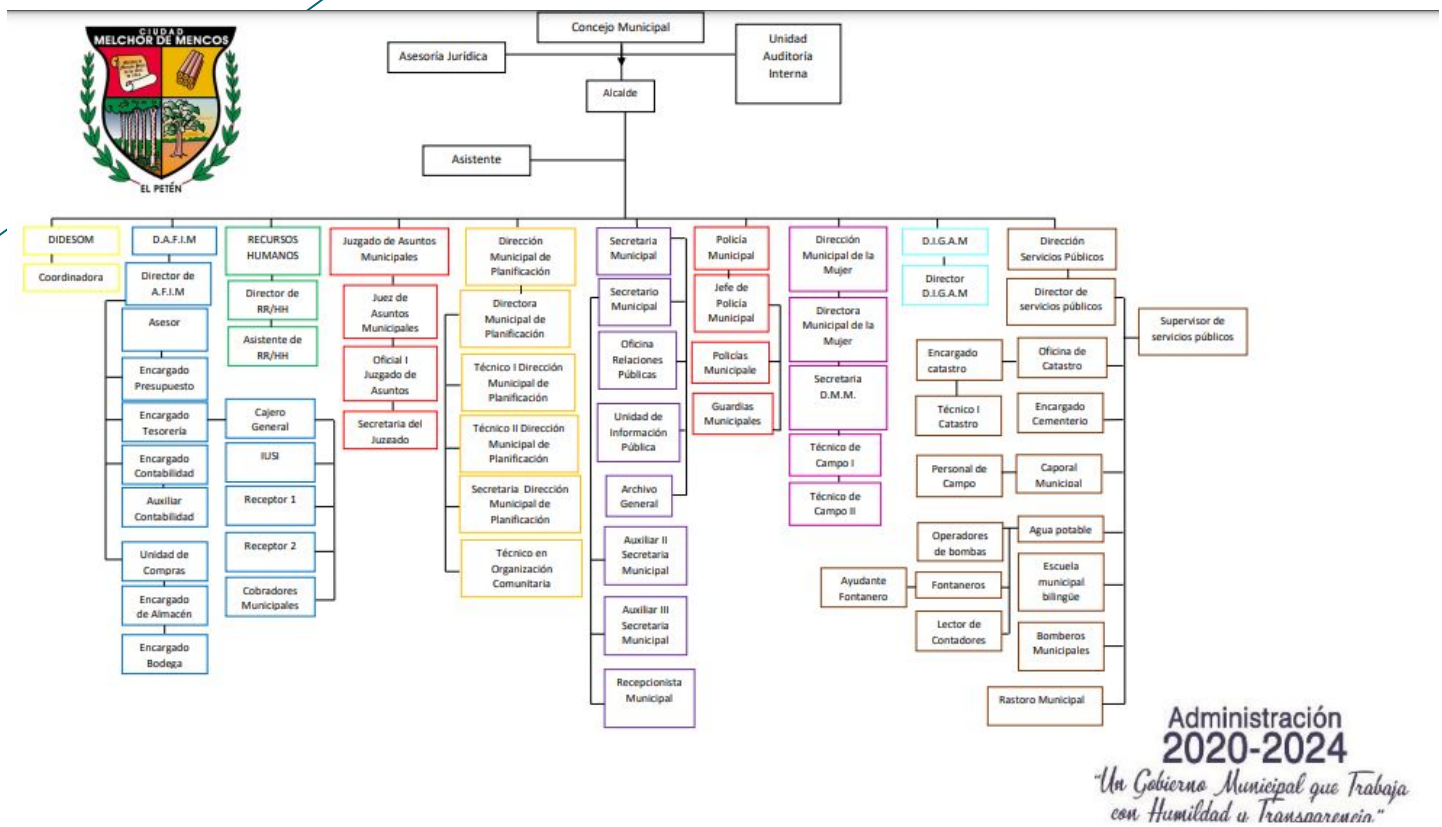 CIUDAD
MELCHOR DE MENCOS
EL PETÉN
Concejo Municipal
Asesoría Jurídica
Unidad
Auditoría
Interna
Alcalde
Asistente
DIDESOM
Coordinadora
D.A.F.I.M
Director de
A.F.I.M
Asesor
Encargado
Presupuesto
Encargado
Tesorería
Encargado
Contabilidad
Auxiliar
Contabilidad
Unidad de
Compras
Encargado
de Almacén
Encargado
Bodega
RECURSOS
HUMANOS
Director de
RR/HH
Asistente de
RR/HH
Cajero
General
IUSI
Receptor 1
Receptor 2
Cobradores
Municipales
Juzgado de Asuntos
Municipales
Juez de
Asuntos
Municipales
Oficial I
Juzgado de
Asuntos
Secretaria del
Juzgado
Dirección
Municipal de
Planificación
Directora
Municipal de
Planificación
Técnico I Dirección
Municipal de
Planificación
Técnico II Dirección
Municipal de
Planificación
Secretaria Dirección
Municipal de
Planificación
Técnico en
Organización
Comunitaria
Secretaria
Municipal
Secretario
Municipal
Oficina
Relaciones
Públicas
Unidad de
Información
Pública
Archivo
General
Auxiliar II
Secretaria
Municipal
Auxiliar III
Secretaria
Municipal
Recepcionista
Municipal
Policía
Municipal
Jefe de
Policía
Municipal
Policías
Municipale
Guardias
Municipales
Dirección
Municipal de la
Mujer
Directora
Municipal de la
Mujer
Secretaria
D.M.M.
Técnico de
Campo I
Técnico de
Campo II
D.I.G.A.M
Director
D.I.G.A.M
Dirección
Servicios Públicos
Director de
servicios públicos
Supervisor de
servicios públicos
Encargado
catastro
Oficina de
Catastro
Técnico I
Catastro
Encargado
Cementerio
Personal de
Campo
Caporal
Municipal
Operadores
de bombas
Agua potable
Ayudante
Fontanero
Fontaneros
Escuela
municipal
bilingüe
Lector de
Contadores
Bomberos
Municipales
Rastoro Municipal
Administración
2020-2024
"Un Gobierno Municipal que Trabaja
con Humildad y Transparencia"